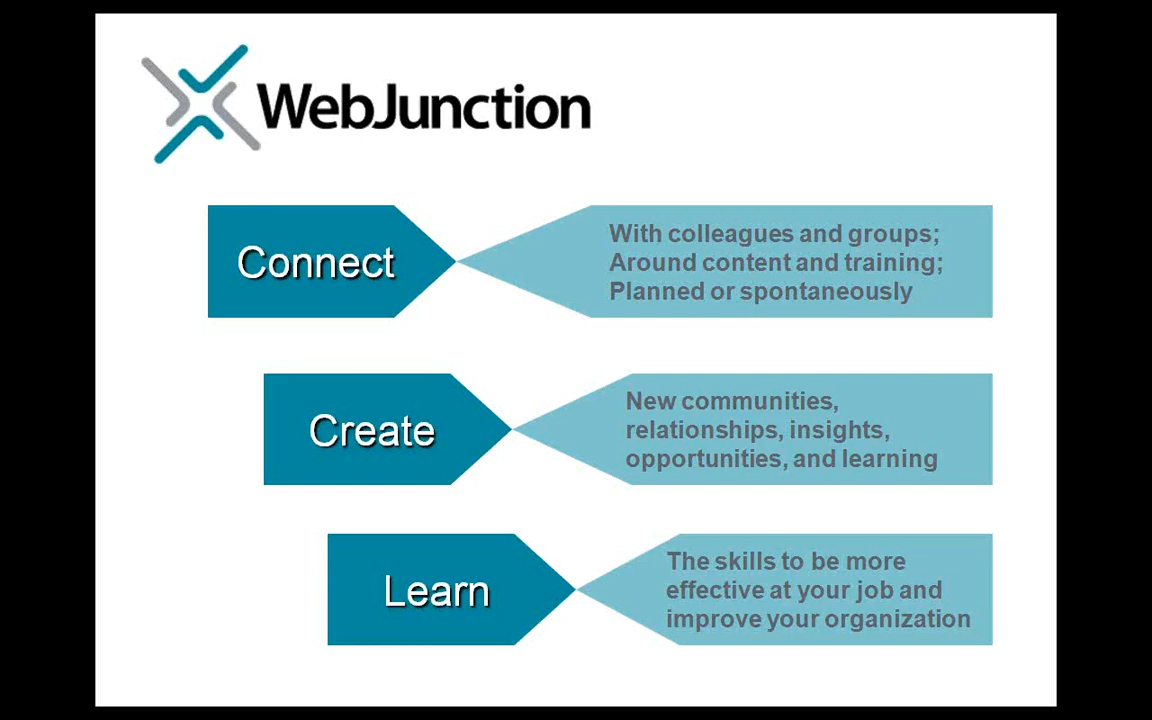 WebJunction
Connect
With colleagues and groups;
Around content and training;
Planned or spontaneously
Create
New communities,
relationships, insights,
opportunities, and learning
Learn
The skills to be more
effective at your job and
improve your organization